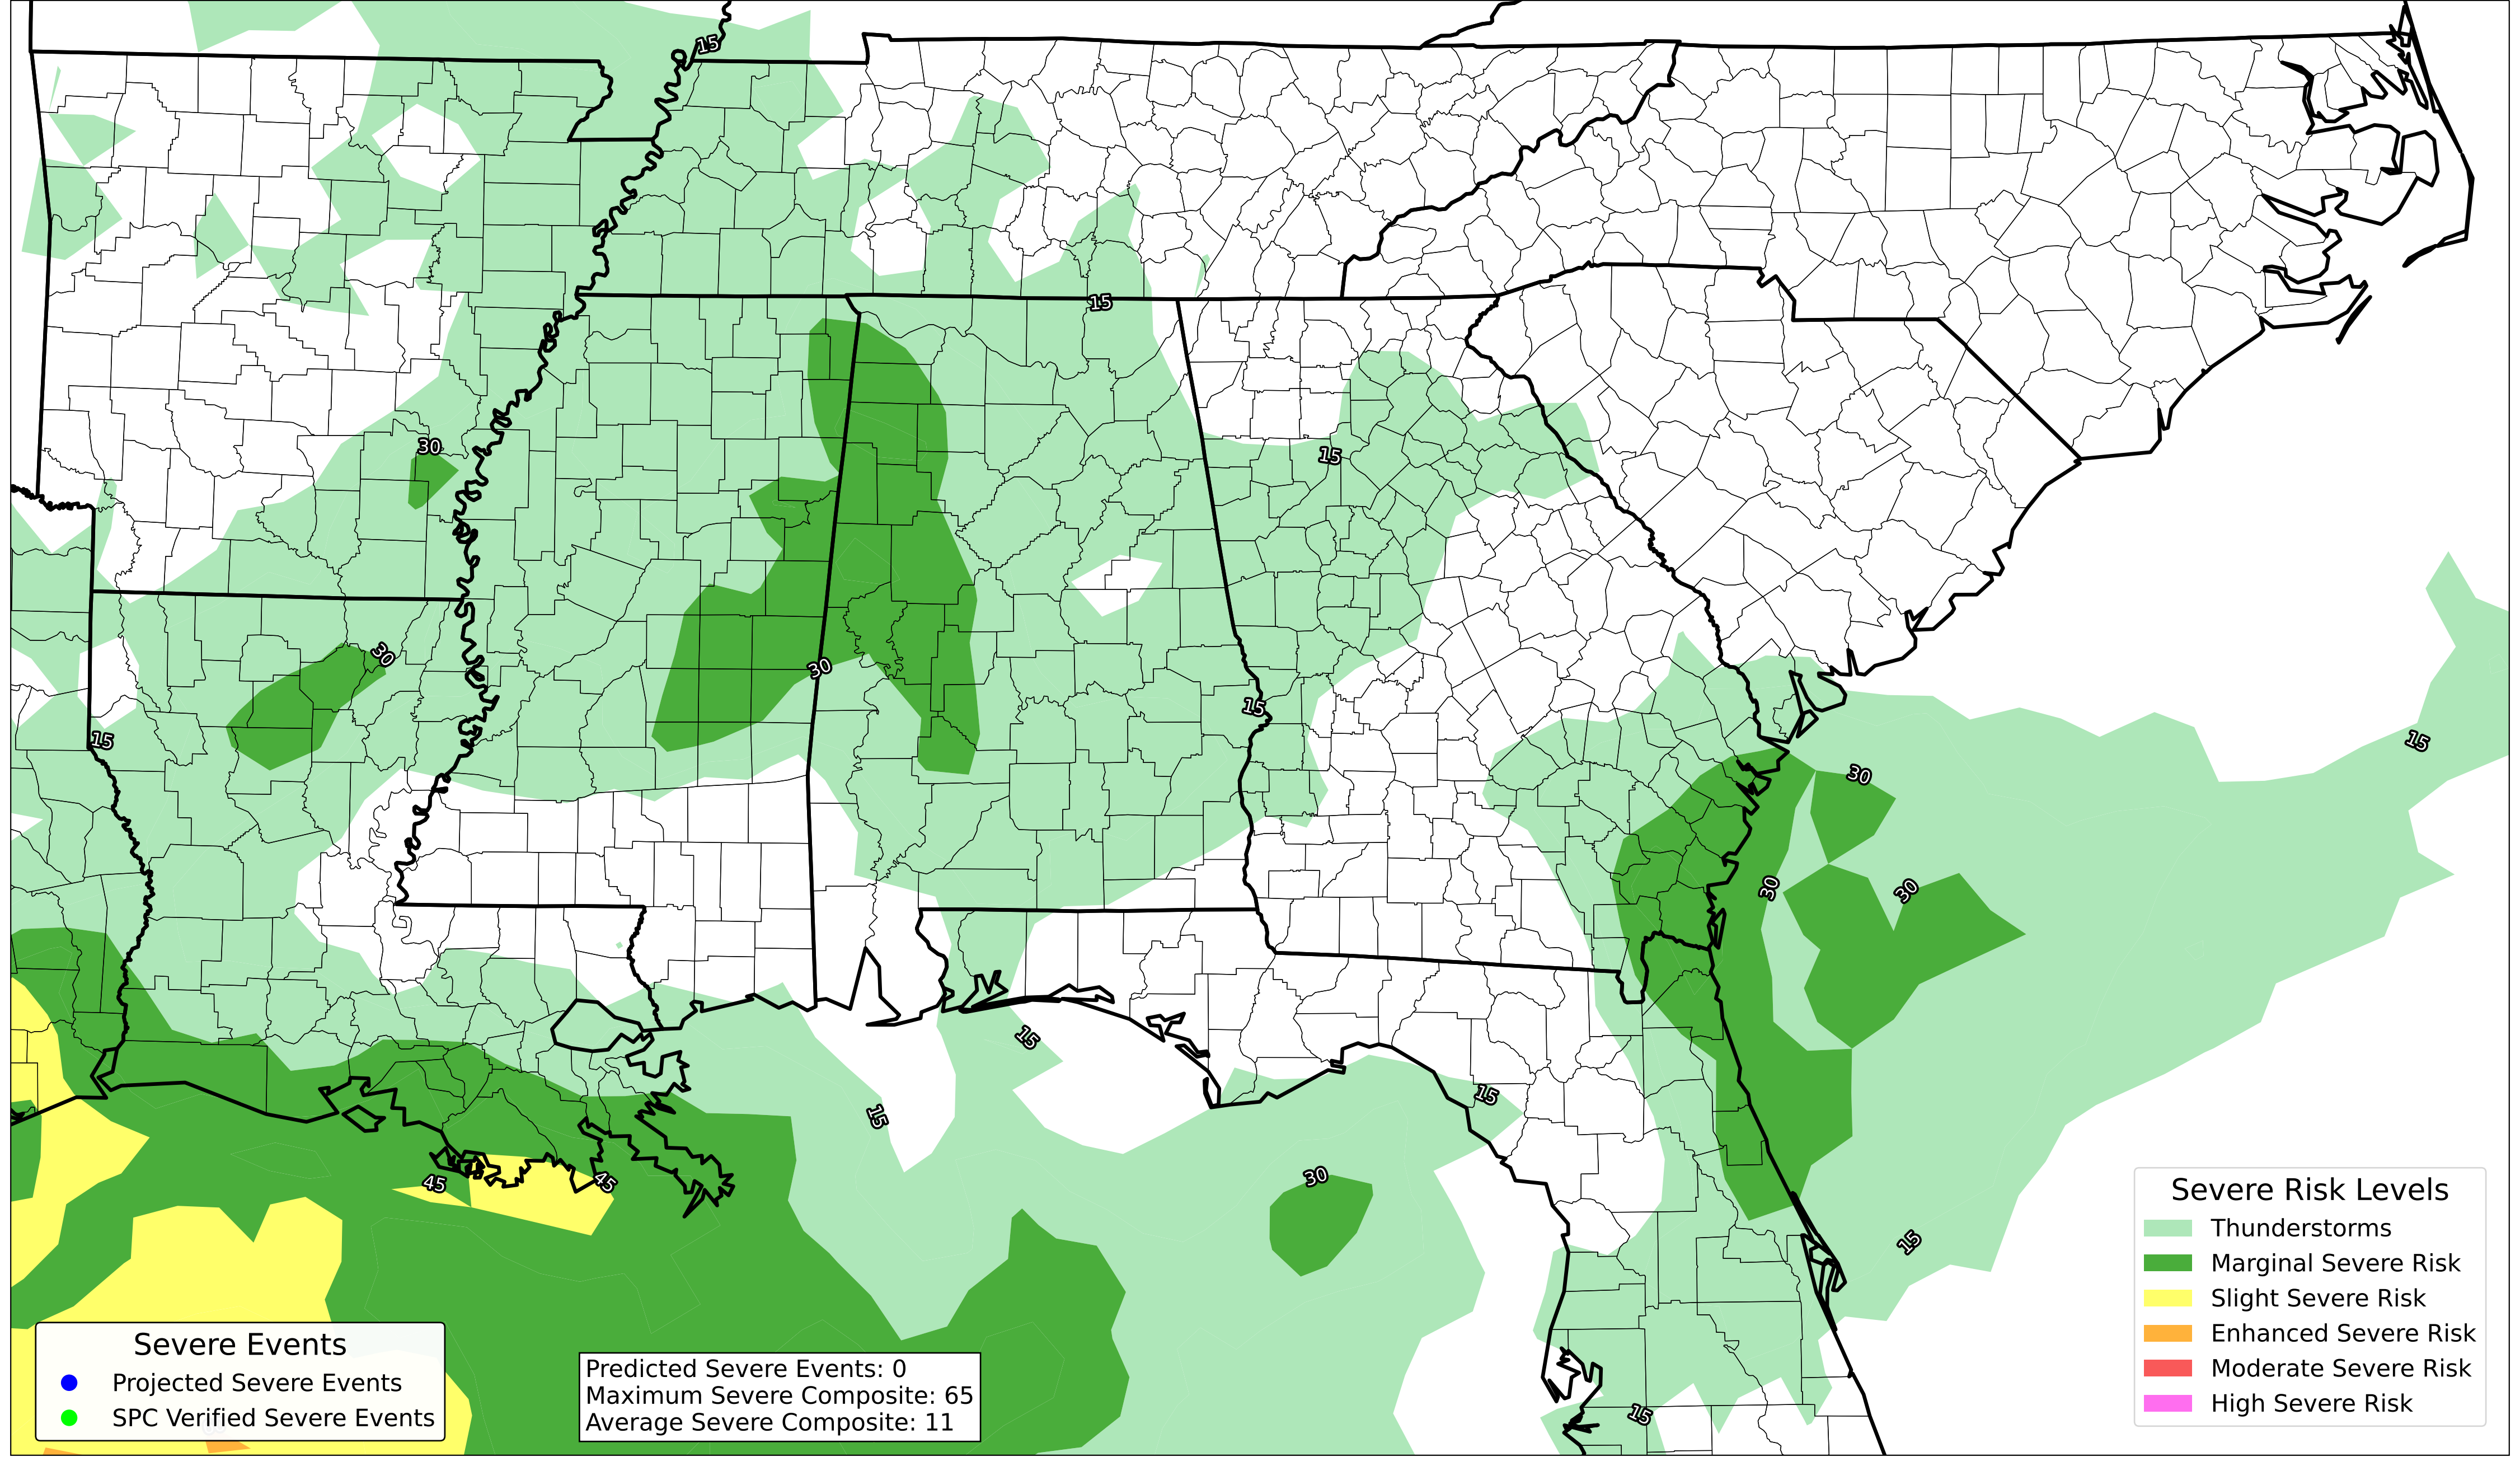 15
15
30
15
30
30
15
15
15
30
30
30
15
15
15
30
45
45
15
15
Severe Risk Levels
Thunderstorms
Marginal Severe Risk
Slight Severe Risk
Enhanced Severe Risk
Moderate Severe Risk
High Severe Risk
Severe Events
Projected Severe Events
SPC Verified Severe Events
Predicted Severe Events: 0
Maximum Severe Composite: 65
Average Severe Composite: 11